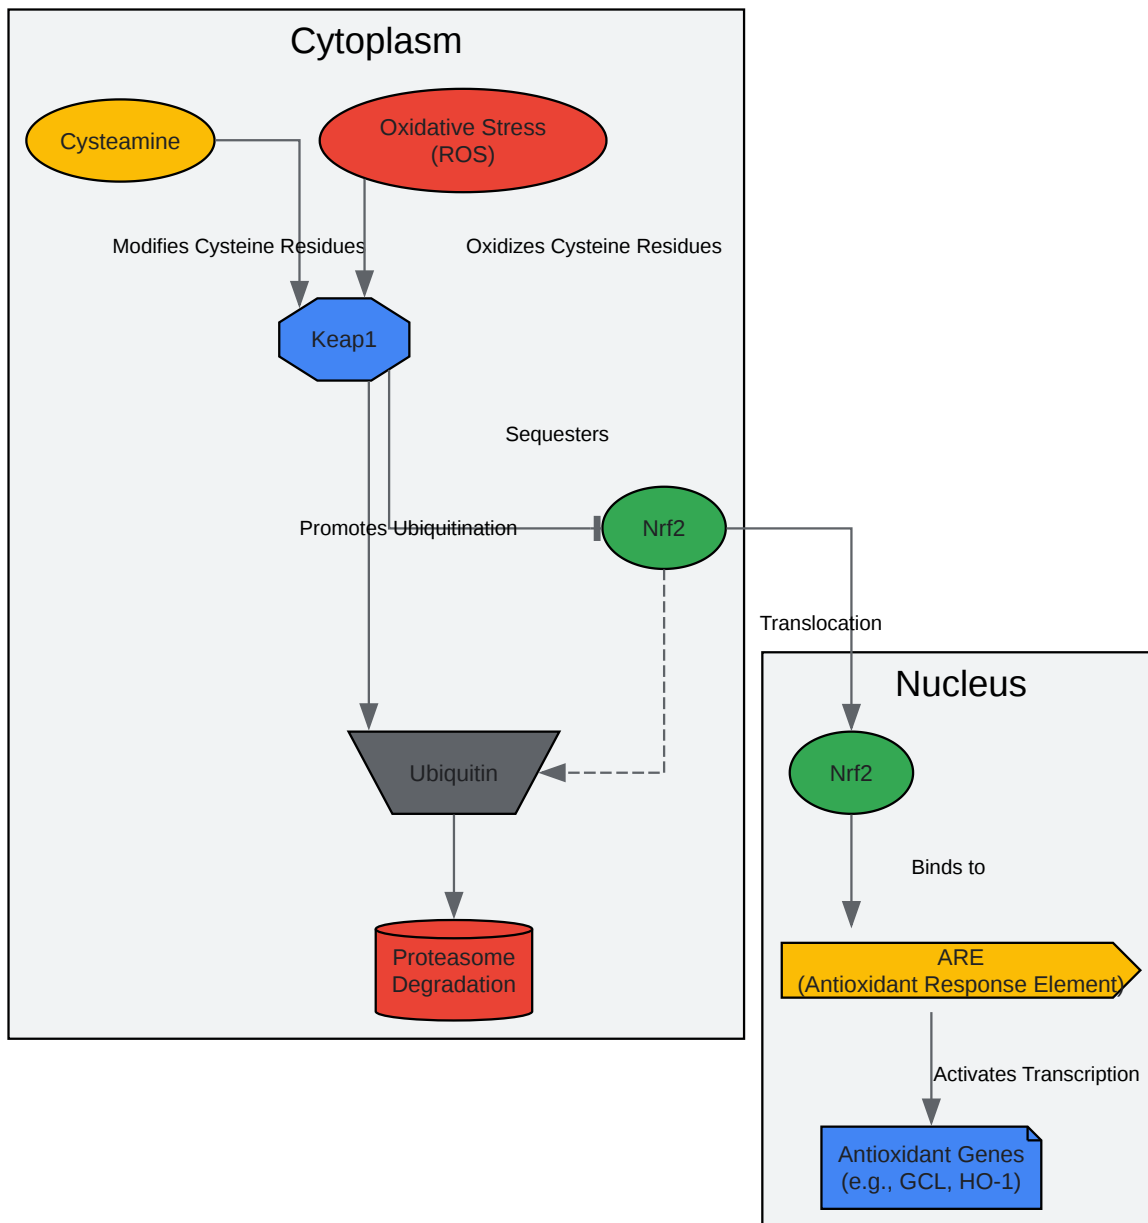 Cytoplasm
Cysteamine
Oxidative Stress
(ROS)
Modifies Cysteine Residues
Oxidizes Cysteine Residues
Keap1
Sequesters
Promotes Ubiquitination
Nrf2
Translocation
Nucleus
Ubiquitin
Nrf2
Binds to
Proteasome
Degradation
ARE
(Antioxidant Response Element)
Activates Transcription
Antioxidant Genes
(e.g., GCL, HO-1)